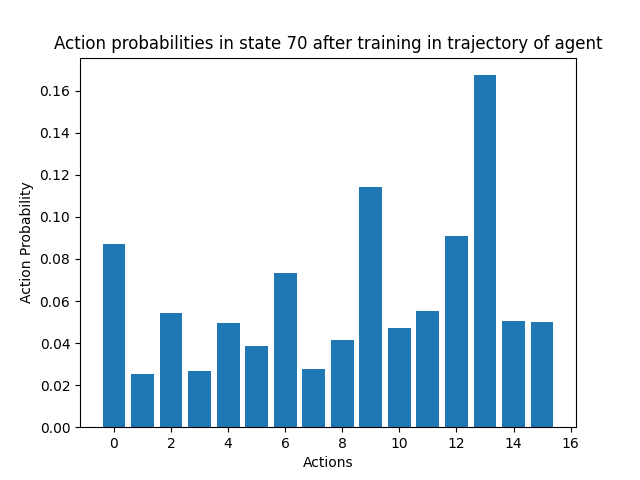 Action probabilities in state 70 after training in trajectory of agent
0.16
0.14
0.12
0.10
0.08
0.06
0.04
0.02
0.00
Action Probability
0 2 4 6 8 10 12 14 16
Actions